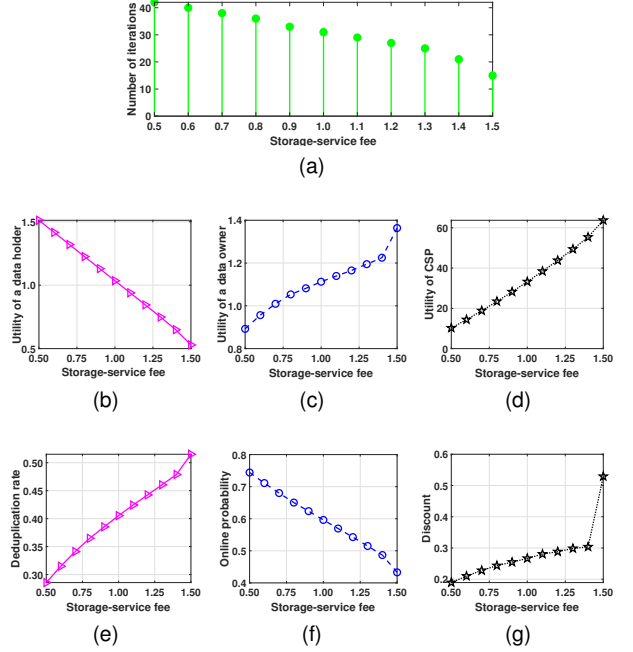 Number of iterations
40
30
20
10
0
0.5 0.6 0.7 0.8 0.9 1.0 1.1 1.2 1.3 1.4 1.5
Storage-service fee
(a)
Utility of a data holder
1.5
1.0
0.5
0.50 0.75 1.00 1.25 1.50
Storage-service fee
(b)
Utility of a data owner
1.4
1.2
1.0
0.8
0.50 0.75 1.00 1.25 1.50
Storage-service fee
(c)
Utility of CSP
60
40
20
0
0.50 0.75 1.00 1.25 1.50
Storage-service fee
(d)
Deduplication rate
0.50
0.45
0.40
0.35
0.30
0.50 0.75 1.00 1.25 1.50
Storage-service fee
(e)
Online probability
0.8
0.7
0.6
0.5
0.4
0.50 0.75 1.00 1.25 1.50
Storage-service fee
(f)
Discount
0.6
0.5
0.4
0.3
0.2
0.50 0.75 1.00 1.25 1.50
Storage-service fee
(g)